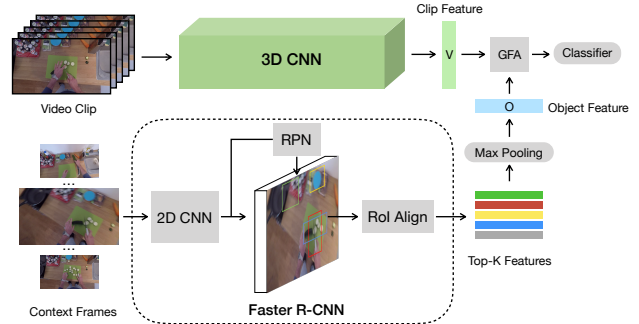 Clip Feature
3D CNN
V
GFA
Classifier
Video Clip
O
Object Feature
RPN
Max Pooling
...
2D CNN
RoI Align
...
Top-K Features
Context Frames
Faster R-CNN